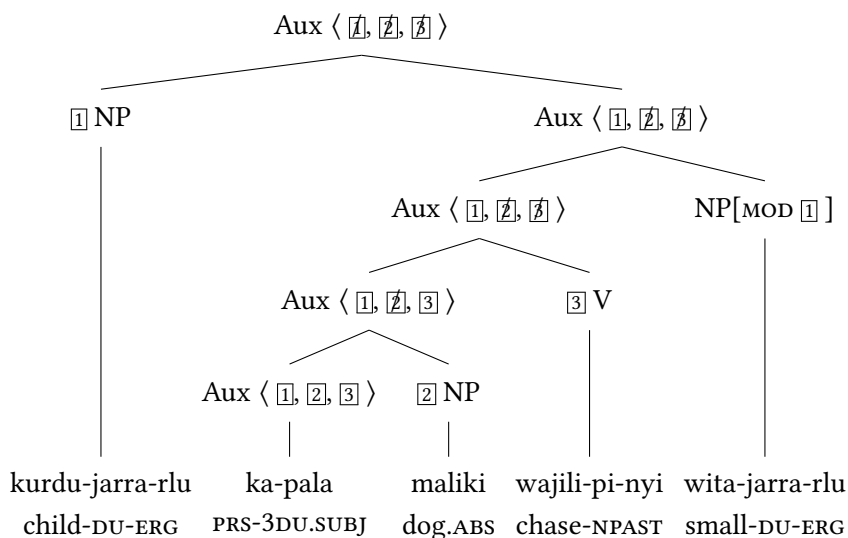 Aux ⟨ 1̸, 2̸, 3̸ ⟩
1 NP Aux ⟨ 1, 2̸, 3̸ ⟩
Aux ⟨ 1, 2̸, 3̸ ⟩ NP[MOD 1 ]
Aux ⟨ 1, 2̸, 3 ⟩ 3 V
Aux ⟨ 1, 2, 3 ⟩ 2 NP
kurdu-jarra-rlu ka-pala maliki wajili-pi-nyi wita-jarra-rlu
child-DU-ERG PRS-3DU.SUBJ dog.ABS chase-NPAST small-DU-ERG